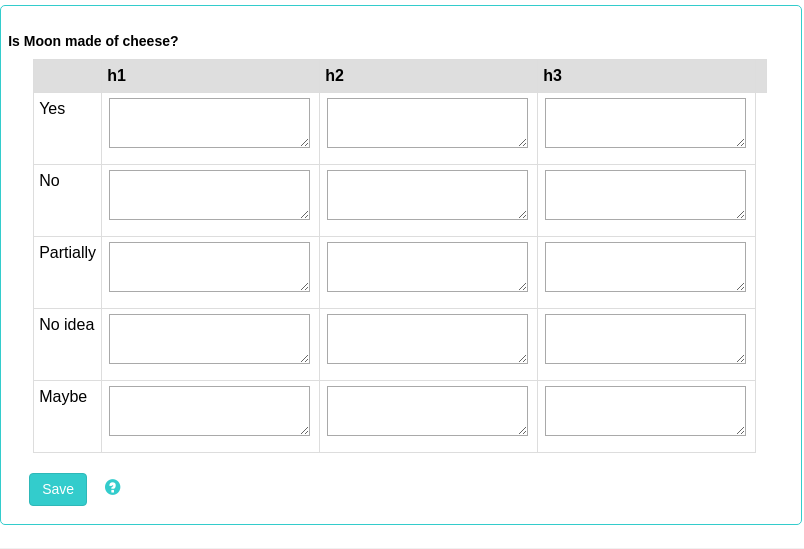 Is Moon made of cheese?
h1 h2 h3
Yes
No
Partially
No idea
Maybe
Save ?